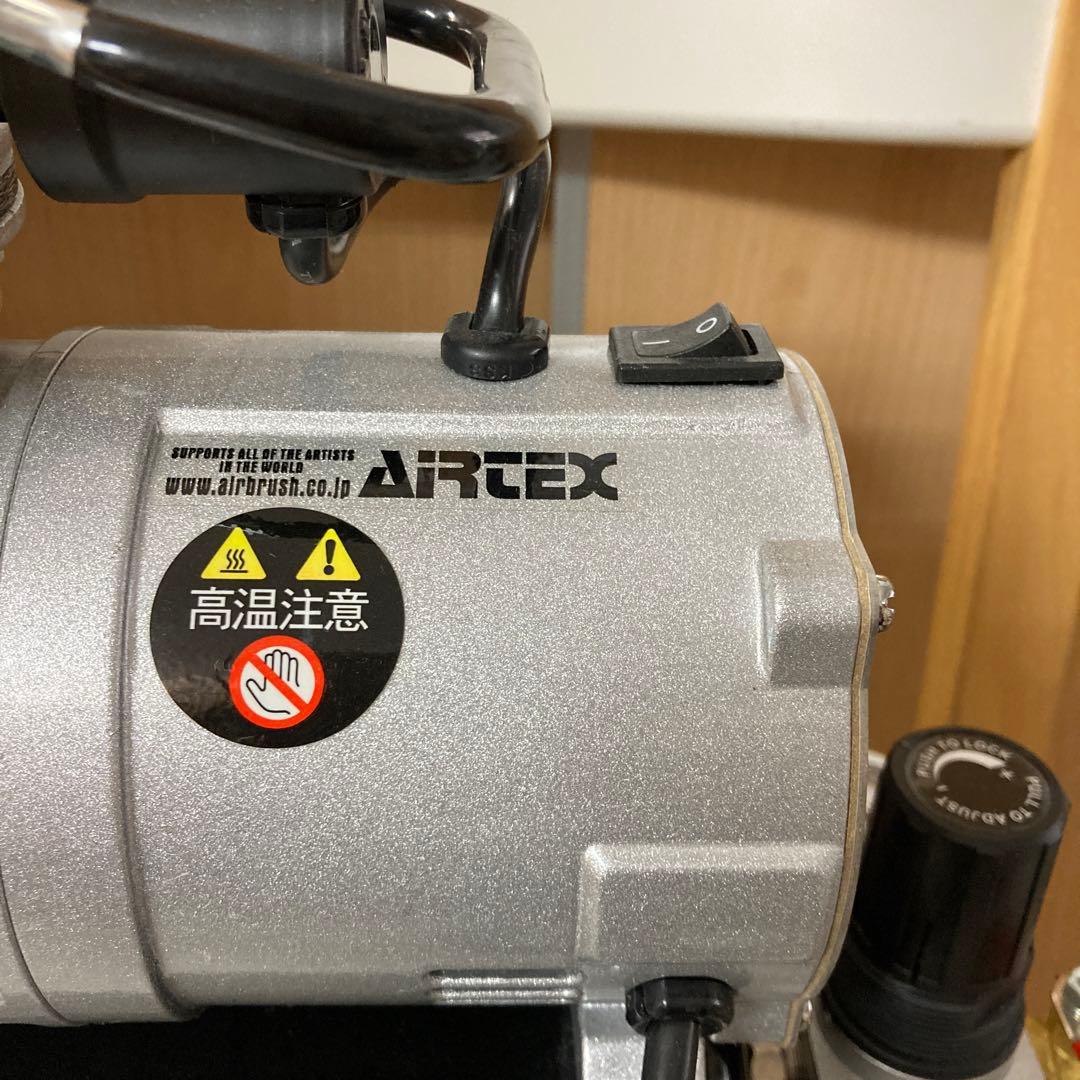 O
I
SUPPORTS ALL OF THE ARTISTS
IN THE WORLD
www.airbrush.co.jp
AIRTEX
高温注意
PUSH TO LOCK
PULL TO ADJUST